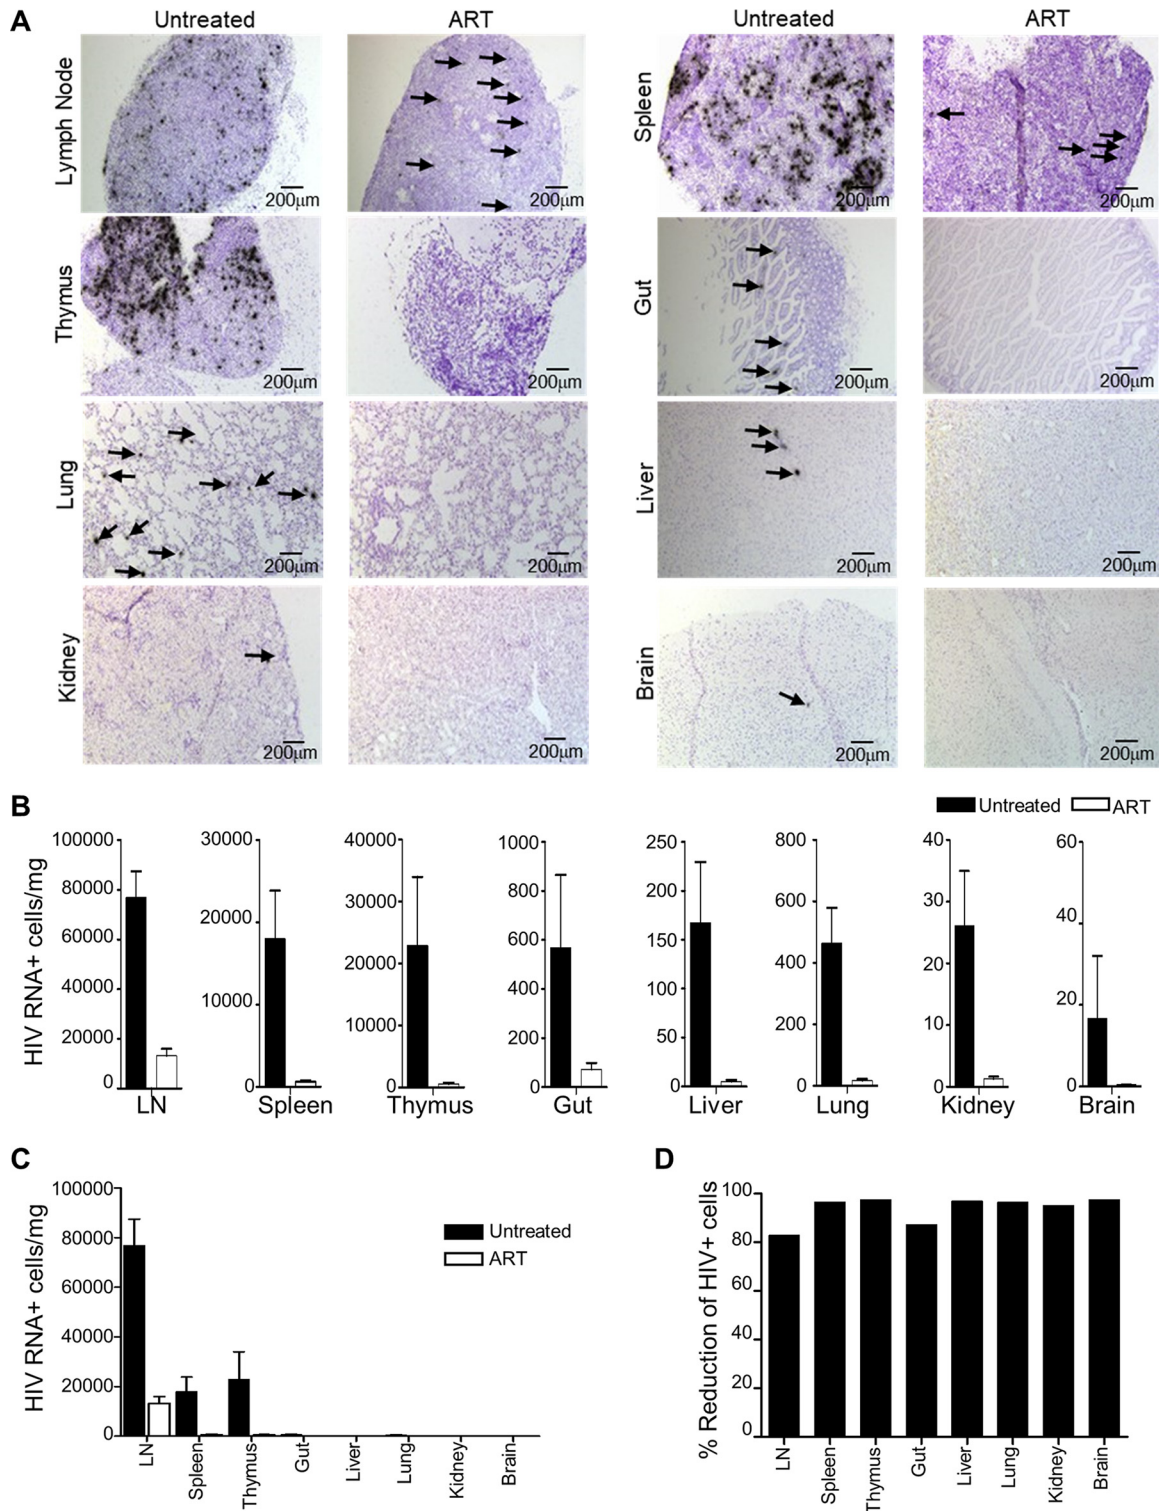 A
Untreated ART Untreated ART
Lymph Node
200μm
200μm
Spleen
200μm
200μm
Thymus
200μm
200μm
Gut
200μm
200μm
Lung
200μm
200μm
Liver
200μm
200μm
Kidney
200μm
200μm
Brain
200μm
200μm
B
Untreated ART
HIV RNA+ cells/mg
100000
80000
60000
40000
20000
0
LN
30000
20000
10000
0
Spleen
40000
30000
20000
10000
0
Thymus
1000
800
600
400
200
0
Gut
250
200
150
100
50
0
Liver
800
600
400
200
0
Lung
40
30
20
10
0
Kidney
60
40
20
0
Brain
C
HIV RNA+ cells/mg
100000
80000
60000
40000
20000
0
Untreated
ART
LN
Spleen
Thymus
Gut
Liver
Lung
Kidney
Brain
D
% Reduction of HIV+ cells
100
80
60
40
20
0
LN
Spleen
Thymus
Gut
Liver
Lung
Kidney
Brain